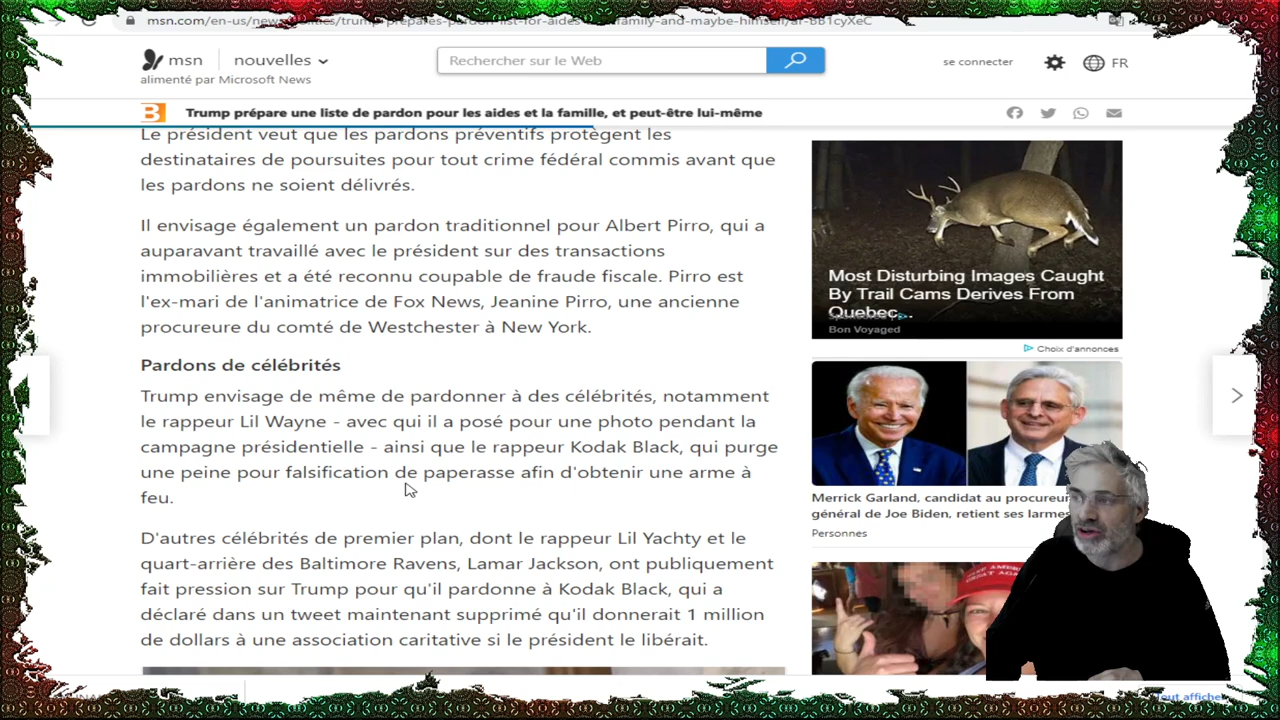 msn.com/en-us/news/politics/trump-prepares-pardon-list-for-aides-and-family-and-maybe-himself/ar-BB1cyXeC
msn nouvelles
alimenté par Microsoft News
Rechercher sur le Web
se connecter
FR
B
Trump prépare une liste de pardon pour les aides et la famille, et peut-être lui-même
Le président veut que les pardons préventifs protègent les
destinataires de poursuites pour tout crime fédéral commis avant que
les pardons ne soient délivrés.
Il envisage également un pardon traditionnel pour Albert Pirro, qui a
auparavant travaillé avec le président sur des transactions
immobilières et a été reconnu coupable de fraude fiscale. Pirro est
l'ex-mari de l'animatrice de Fox News, Jeanine Pirro, une ancienne
procureure du comté de Westchester à New York.
Pardons de célébrités
Trump envisage de même de pardonner à des célébrités, notamment
le rappeur Lil Wayne - avec qui il a posé pour une photo pendant la
campagne présidentielle - ainsi que le rappeur Kodak Black, qui purge
une peine pour falsification de paperasse afin d'obtenir une arme à
feu.
D'autres célébrités de premier plan, dont le rappeur Lil Yachty et le
quart-arrière des Baltimore Ravens, Lamar Jackson, ont publiquement
fait pression sur Trump pour qu'il pardonne à Kodak Black, qui a
déclaré dans un tweet maintenant supprimé qu'il donnerait 1 million
de dollars à une association caritative si le président le libérait.
Most Disturbing Images Caught
By Trail Cams Derives From
Quebec...
Bon Voyaged
Choix d'annonces
Merrick Garland, candidat au procureur
général de Joe Biden, retient ses larmes
Personnes
Tout affiche